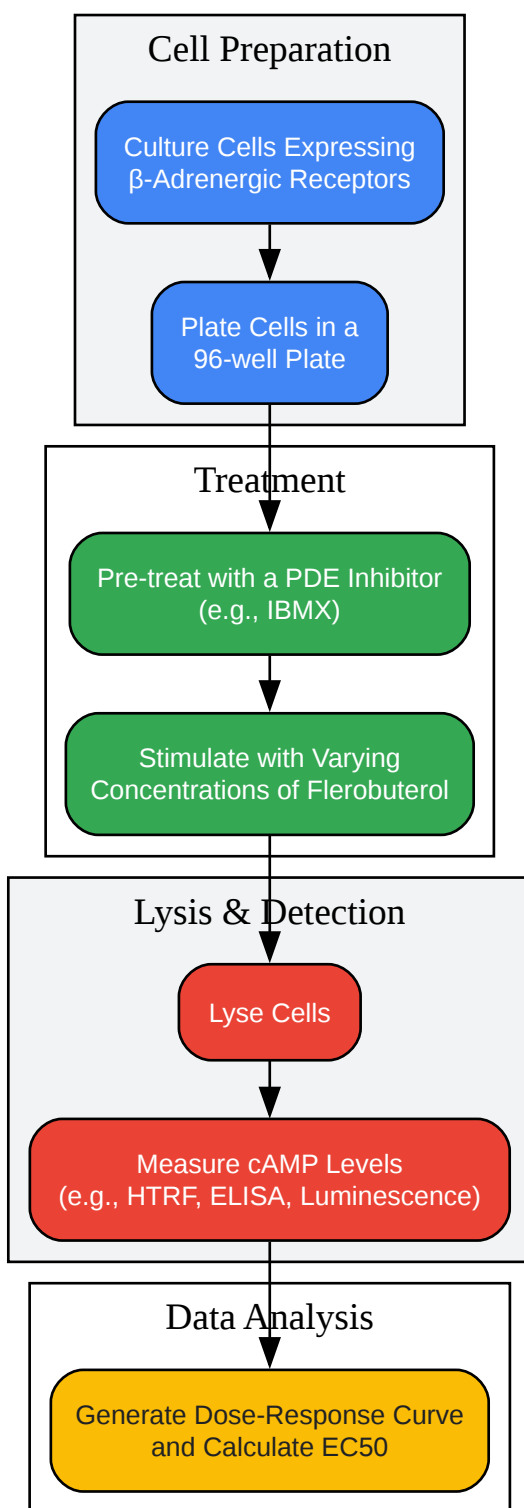 Cell Preparation
Culture Cells Expressing
β-Adrenergic Receptors
Plate Cells in a
96-well Plate
Treatment
Pre-treat with a PDE Inhibitor
(e.g., IBMX)
Stimulate with Varying
Concentrations of Flerobuterol
Lysis & Detection
Lyse Cells
Measure cAMP Levels
(e.g., HTRF, ELISA, Luminescence)
Data Analysis
Generate Dose-Response Curve
and Calculate EC50